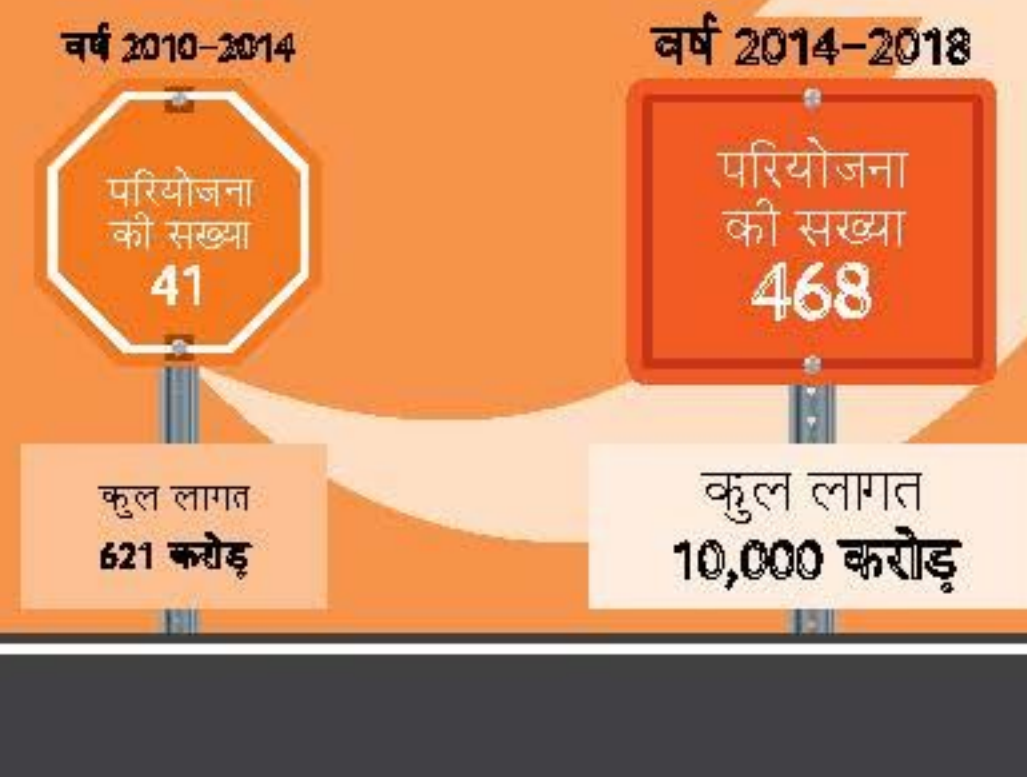 वर्ष 2010-2014
परियोजना
की सख्या
41
कुल लागत
621 करोड़
वर्ष 2014-2018
परियोजना
की सख्या
468
कुल लागत
10,000 करोड़